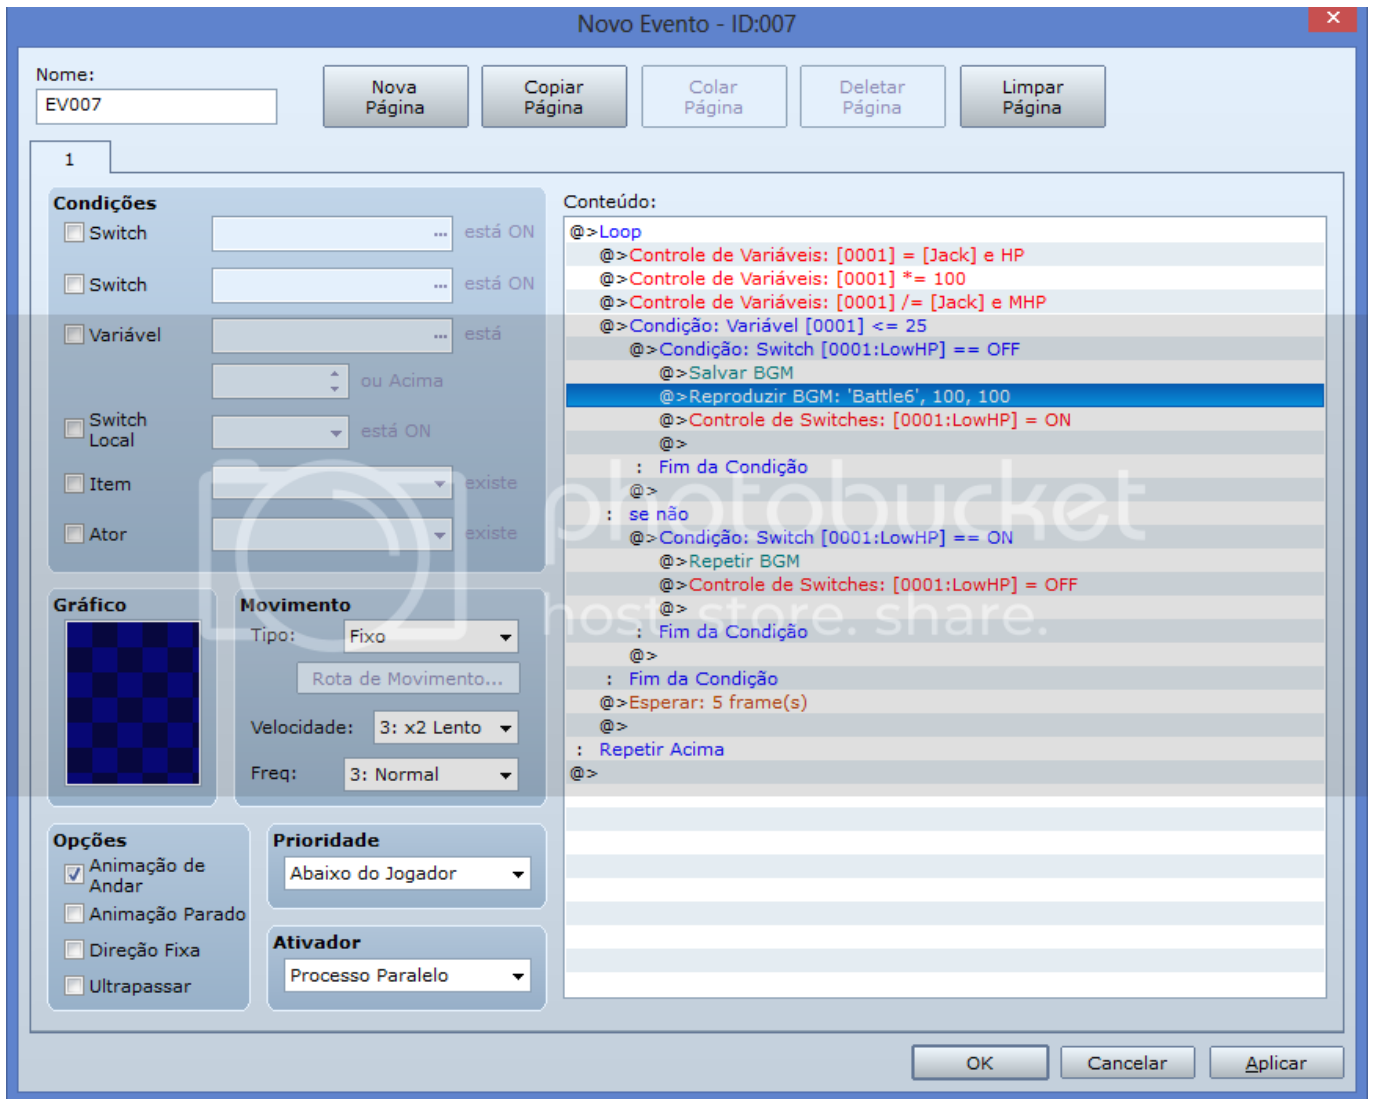 Novo Evento - ID:007
Nome:
EV007
Nova Página
Copiar Página
Colar Página
Deletar Página
Limpar Página
1
Condições
Switch ... está ON
Switch ... está ON
Variável ... está
ou Acima
Switch Local está ON
Item existe
Ator existe
Gráfico
Movimento
Tipo: Fixo
Rota de Movimento...
Velocidade: 3: x2 Lento
Freq: 3: Normal
Opções
Animação de Andar
Animação Parado
Direção Fixa
Ultrapassar
Prioridade
Abaixo do Jogador
Ativador
Processo Paralelo
Conteúdo:
@>Loop
@>Controle de Variáveis: [0001] = [Jack] e HP
@>Controle de Variáveis: [0001] *= 100
@>Controle de Variáveis: [0001] /= [Jack] e MHP
@>Condição: Variável [0001] <= 25
@>Condição: Switch [0001:LowHP] == OFF
@>Salvar BGM
@>Reproduzir BGM: 'Battle6', 100, 100
@>Controle de Switches: [0001:LowHP] = ON
@>
: Fim da Condição
@>
: se não
@>Condição: Switch [0001:LowHP] == ON
@>Repetir BGM
@>Controle de Switches: [0001:LowHP] = OFF
@>
: Fim da Condição
@>
: Fim da Condição
@>Esperar: 5 frame(s)
@>
: Repetir Acima
@>
photobucket
host. store. share.
OK
Cancelar
Aplicar